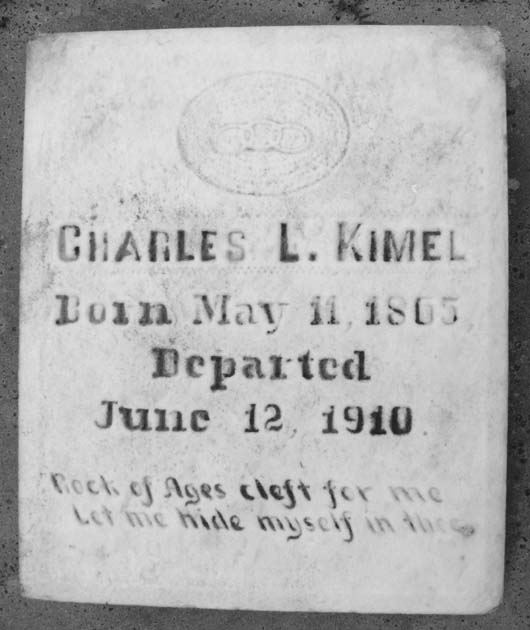 CHARLES L. KIMEL
Born May 11, 1865
Departed
June 12, 1910.
Rock of Ages cleft for me
Let me hide myself in thee.